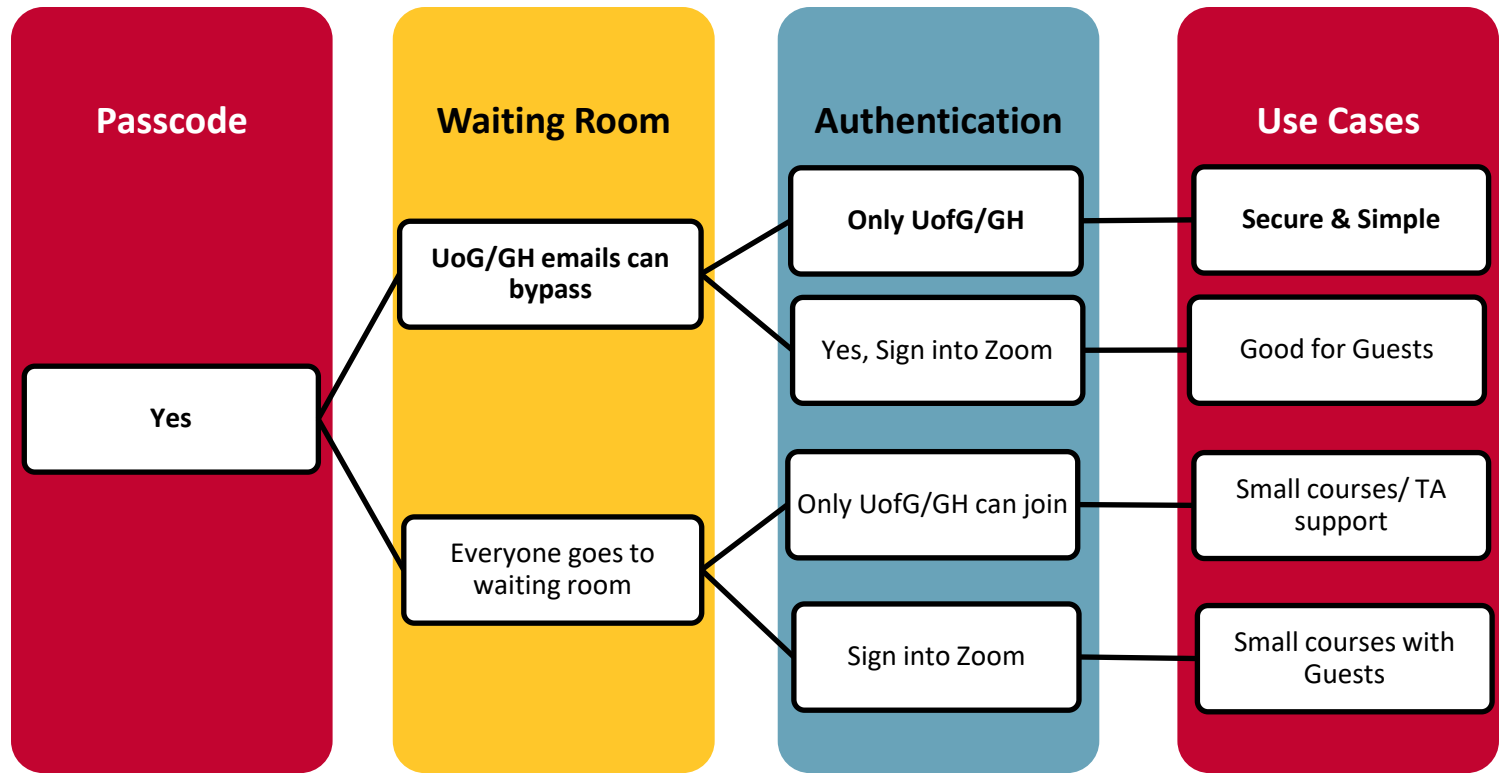 Passcode
Waiting Room
Authentication
Use Cases
Yes
UoG/GH emails can
bypass
Everyone goes to
waiting room
Only UofG/GH
Yes, Sign into Zoom
Only UofG/GH can join
Sign into Zoom
Secure & Simple
Good for Guests
Small courses/ TA
support
Small courses with
Guests